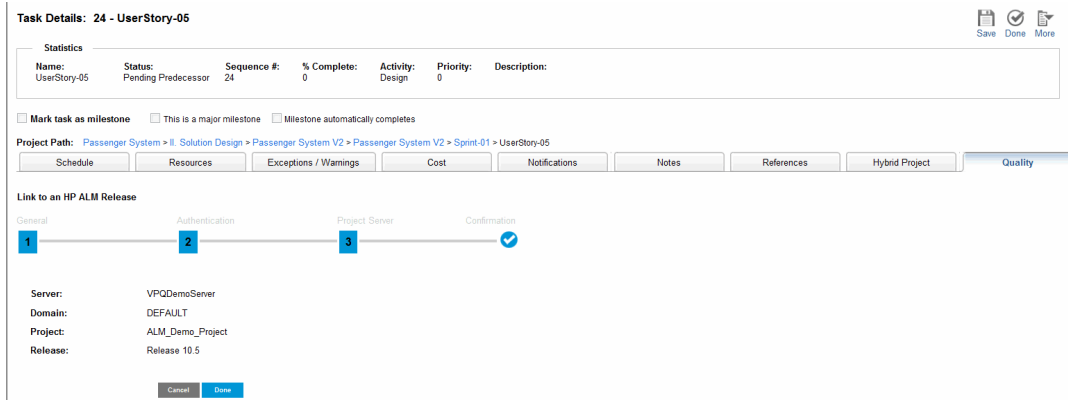 Task Details: 24 - UserStory-05
Save Done More
Statistics
Name: Status: Sequence #: % Complete: Activity: Priority: Description:
UserStory-05 Pending Predecessor 24 0 Design 0
Mark task as milestone This is a major milestone Milestone automatically completes
Project Path: Passenger System > II. Solution Design > Passenger System V2 > Passenger System V2 > Sprint-01 > UserStory-05
Schedule Resources Exceptions / Warnings Cost Notifications Notes References Hybrid Project Quality
Link to an HP ALM Release
General Authentication Project Server Confirmation
1 2 3
Server: VPQDemoServer
Domain: DEFAULT
Project: ALM_Demo_Project
Release: Release 10.5
Cancel Done